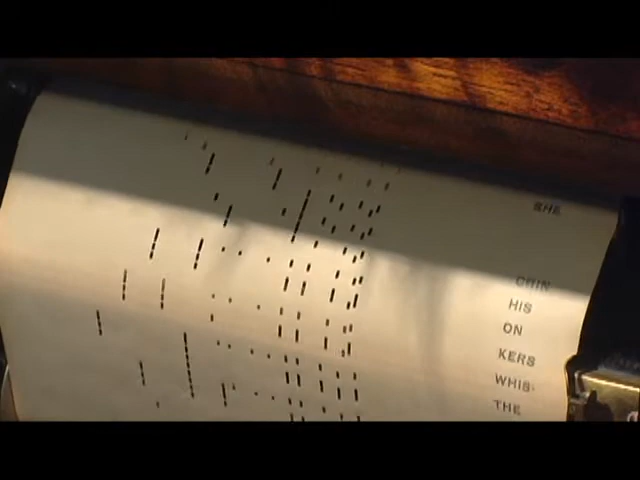 SHE
CHIN
HIS
ON
KERS
WHIS-
THE